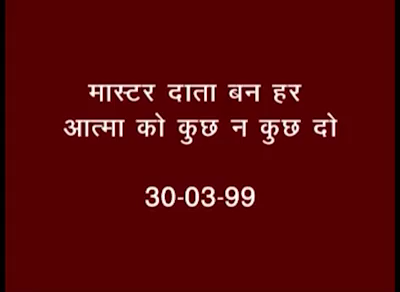 मास्टर दाता बन हर
आत्मा को कुछ न कुछ दो
30-03-99